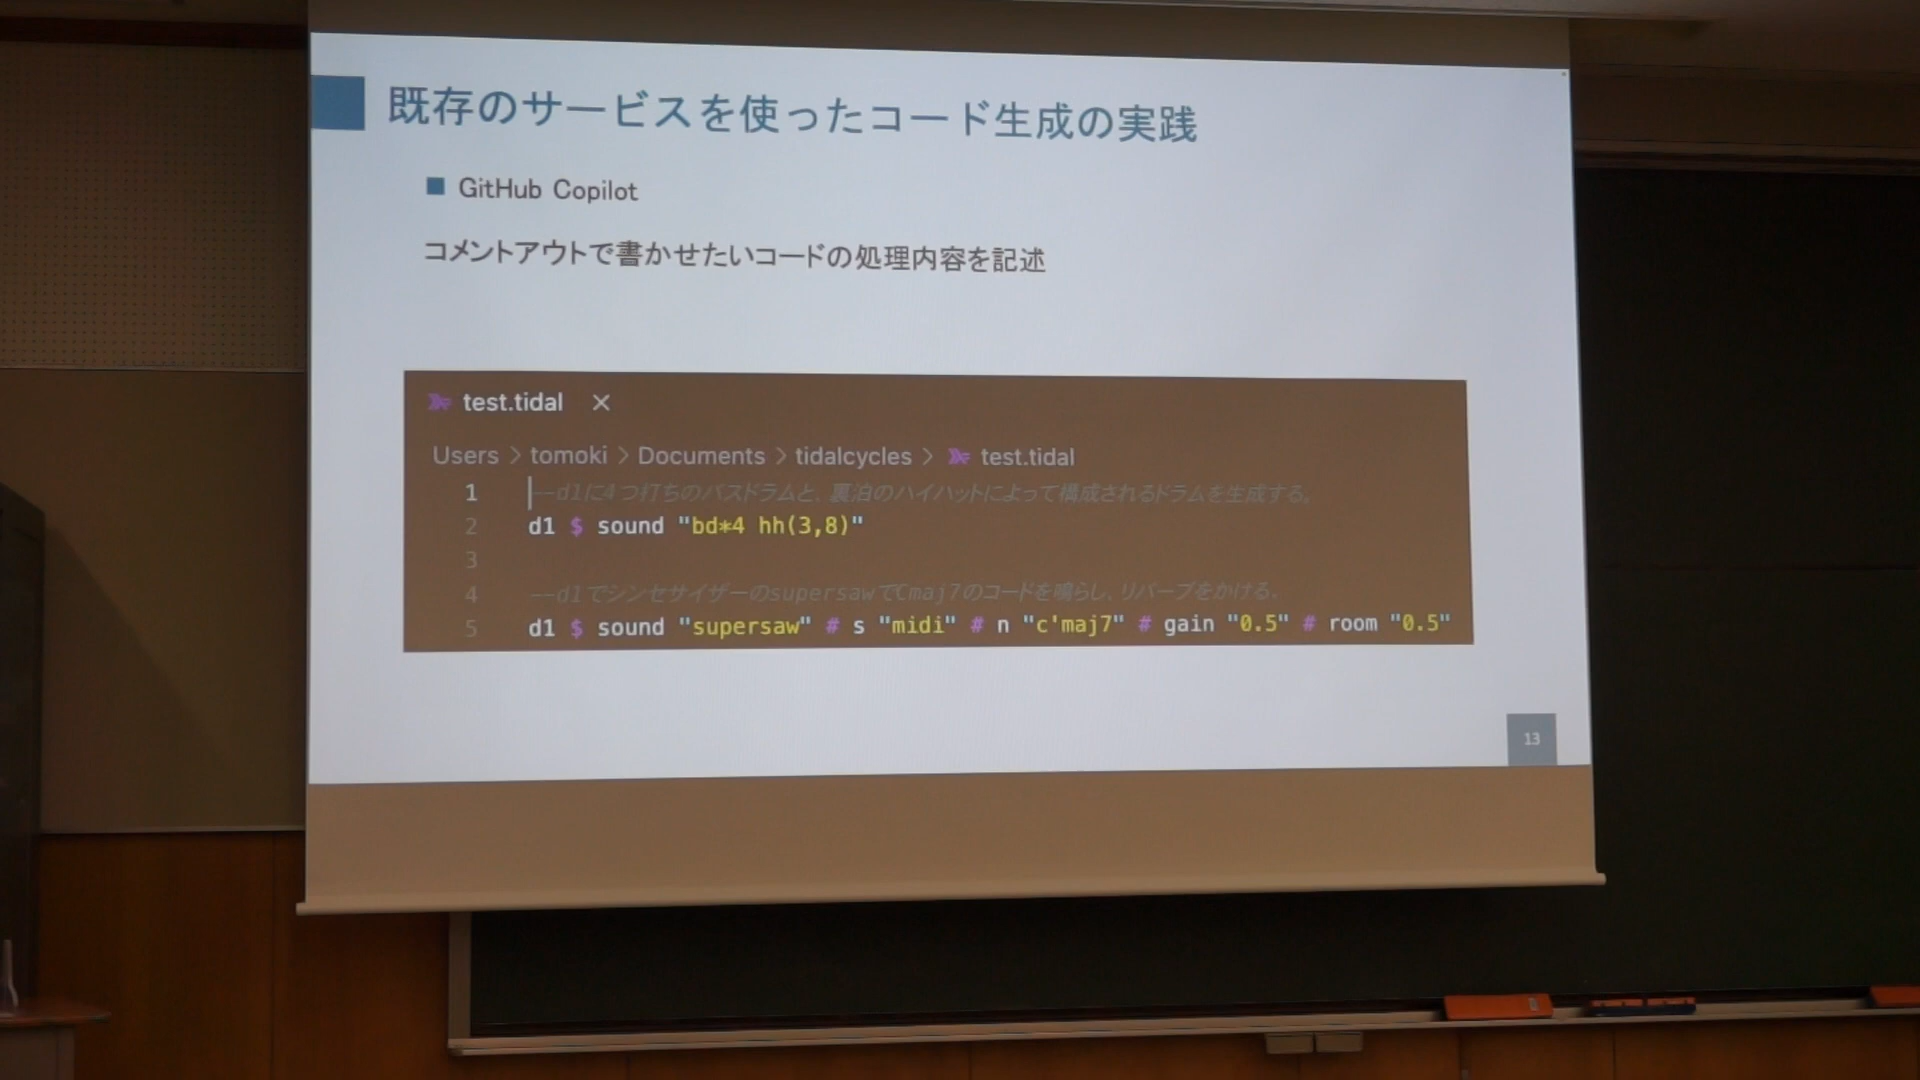 既存のサービスを使ったコード生成の実践
GitHub Copilot
コメントアウトで書かせたいコードの処理内容を記述
test.tidal ×
Users > tomoki > Documents > tidalcycles > test.tidal
1 --d1に4つ打ちのバスドラムと、裏泊のハイハットによって構成されるドラムを生成する。
2 d1 $ sound "bd*4 hh(3,8)"
3
4 --d1でシンセサイザーのsupersawでCmaj7のコードを鳴らし、リバーブをかける。
5 d1 $ sound "supersaw" # s "midi" # n "c'maj7" # gain "0.5" # room "0.5"
13